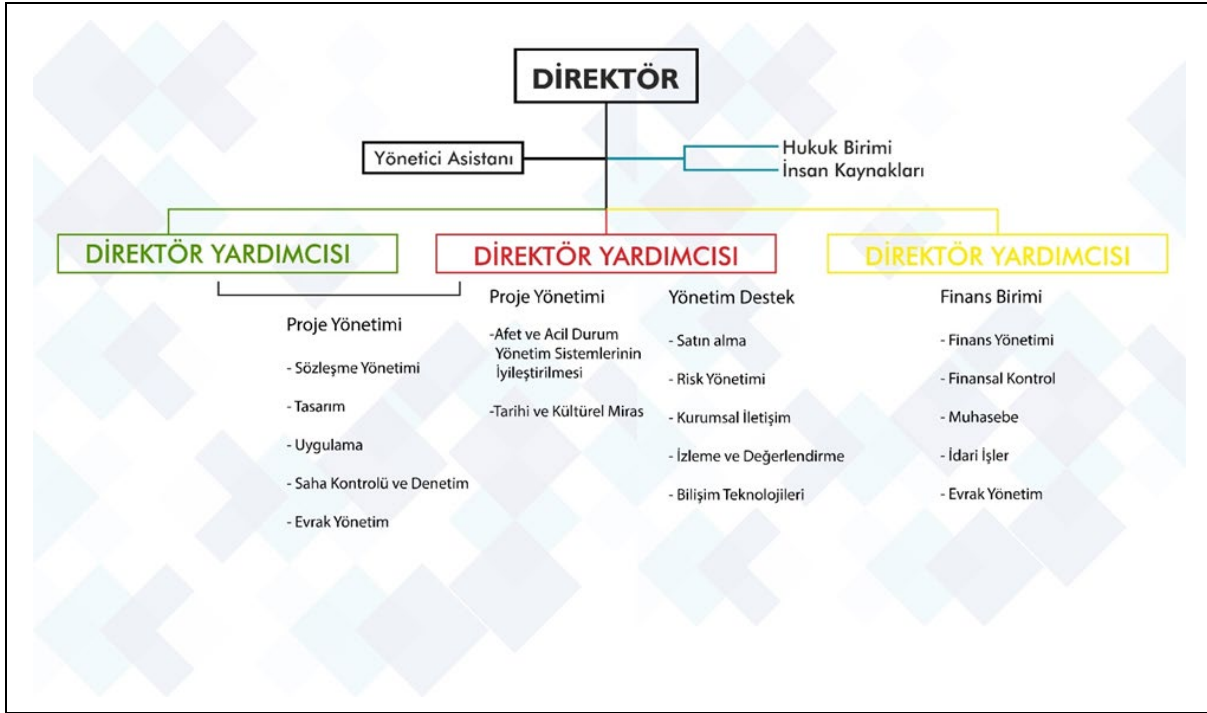 DİREKTÖR
Yönetici Asistanı
Hukuk Birimi
İnsan Kaynakları
DİREKTÖR YARDIMCISI
DİREKTÖR YARDIMCISI
DİREKTÖR YARDIMCISI
Proje Yönetimi
- Sözleşme Yönetimi
- Tasarım
- Uygulama
- Saha Kontrolü ve Denetim
- Evrak Yönetim
Proje Yönetimi
-Afet ve Acil Durum
Yönetim Sistemlerinin
İyileştirilmesi
-Tarihi ve Kültürel Miras
Yönetim Destek
- Satın alma
- Risk Yönetimi
- Kurumsal İletişim
- İzleme ve Değerlendirme
- Bilişim Teknolojileri
Finans Birimi
- Finans Yönetimi
- Finansal Kontrol
- Muhasebe
- İdari İşler
- Evrak Yönetim